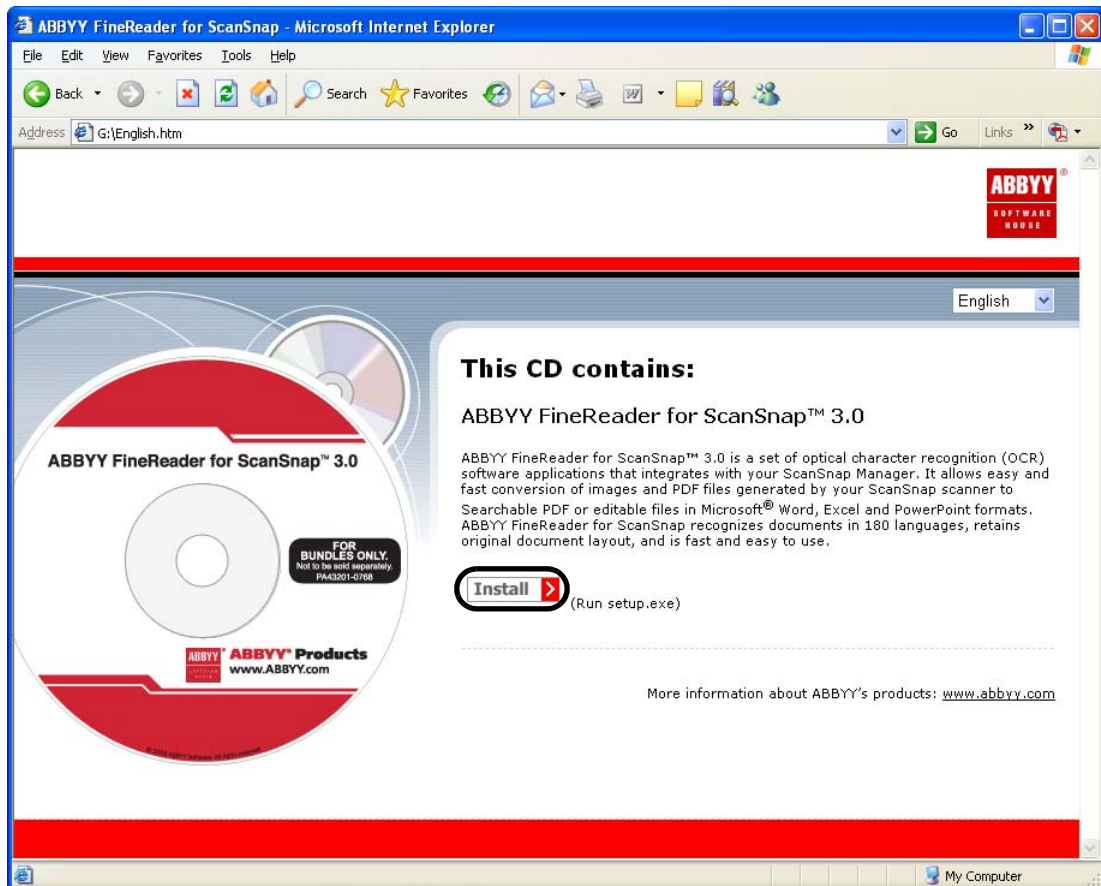 ABBYY FineReader for ScanSnap - Microsoft Internet Explorer
File Edit View Favorites Tools Help
Back Search Favorites
Address G:\English.htm Go Links »
ABBYY®
SOFTWARE
HOUSE
English
This CD contains:
ABBYY FineReader for ScanSnap™ 3.0
ABBYY FineReader for ScanSnap™ 3.0 is a set of optical character recognition (OCR)
software applications that integrates with your ScanSnap Manager. It allows easy and
fast conversion of images and PDF files generated by your ScanSnap scanner to
Searchable PDF or editable files in Microsoft® Word, Excel and PowerPoint formats.
ABBYY FineReader for ScanSnap recognizes documents in 180 languages, retains
original document layout, and is fast and easy to use.
Install
(Run setup.exe)
More information about ABBYY's products: www.abbyy.com
ABBYY FineReader for ScanSnap™ 3.0
FOR
BUNDLES ONLY.
Not to be sold separately.
PA43201-0768
ABBYY
ABBYY® Products
www.ABBYY.com
ABBYY Software. All rights reserved.
My Computer